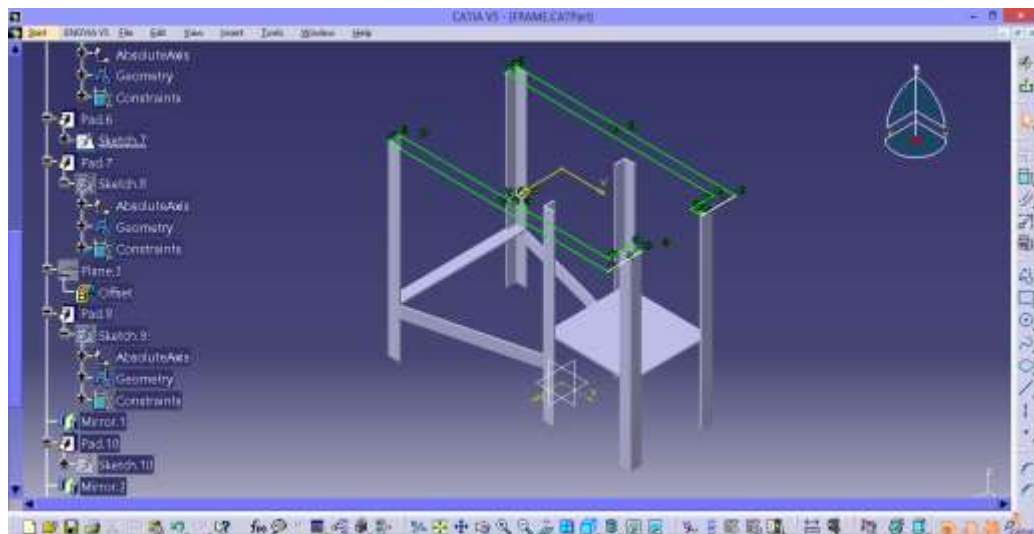 CATIA V5 - [FRAME.CATPart]
Start ENOVIA V5 File Edit View Insert Tools Window Help
AbsoluteAxis
Geometry
Constraints
Pad.6
Sketch.7
Pad.7
Sketch.8
AbsoluteAxis
Geometry
Constraints
Plane.1
Offset
Pad.9
Sketch.9
AbsoluteAxis
Geometry
Constraints
Mirror.1
Pad.10
Sketch.10
Mirror.2